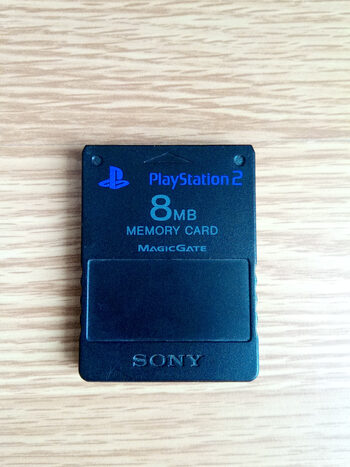 PlayStation 2
8MB
MEMORY CARD
MAGICGATE
SONY